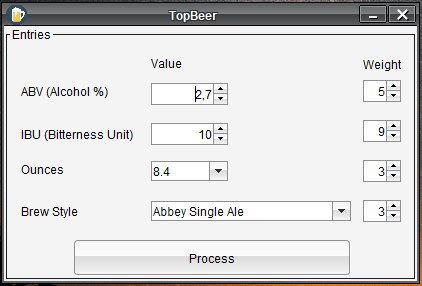 TopBeer
Entries
Value Weight
ABV (Alcohol %) 2,7 5
IBU (Bitterness Unit) 10 9
Ounces 8.4 3
Brew Style Abbey Single Ale 3
Process